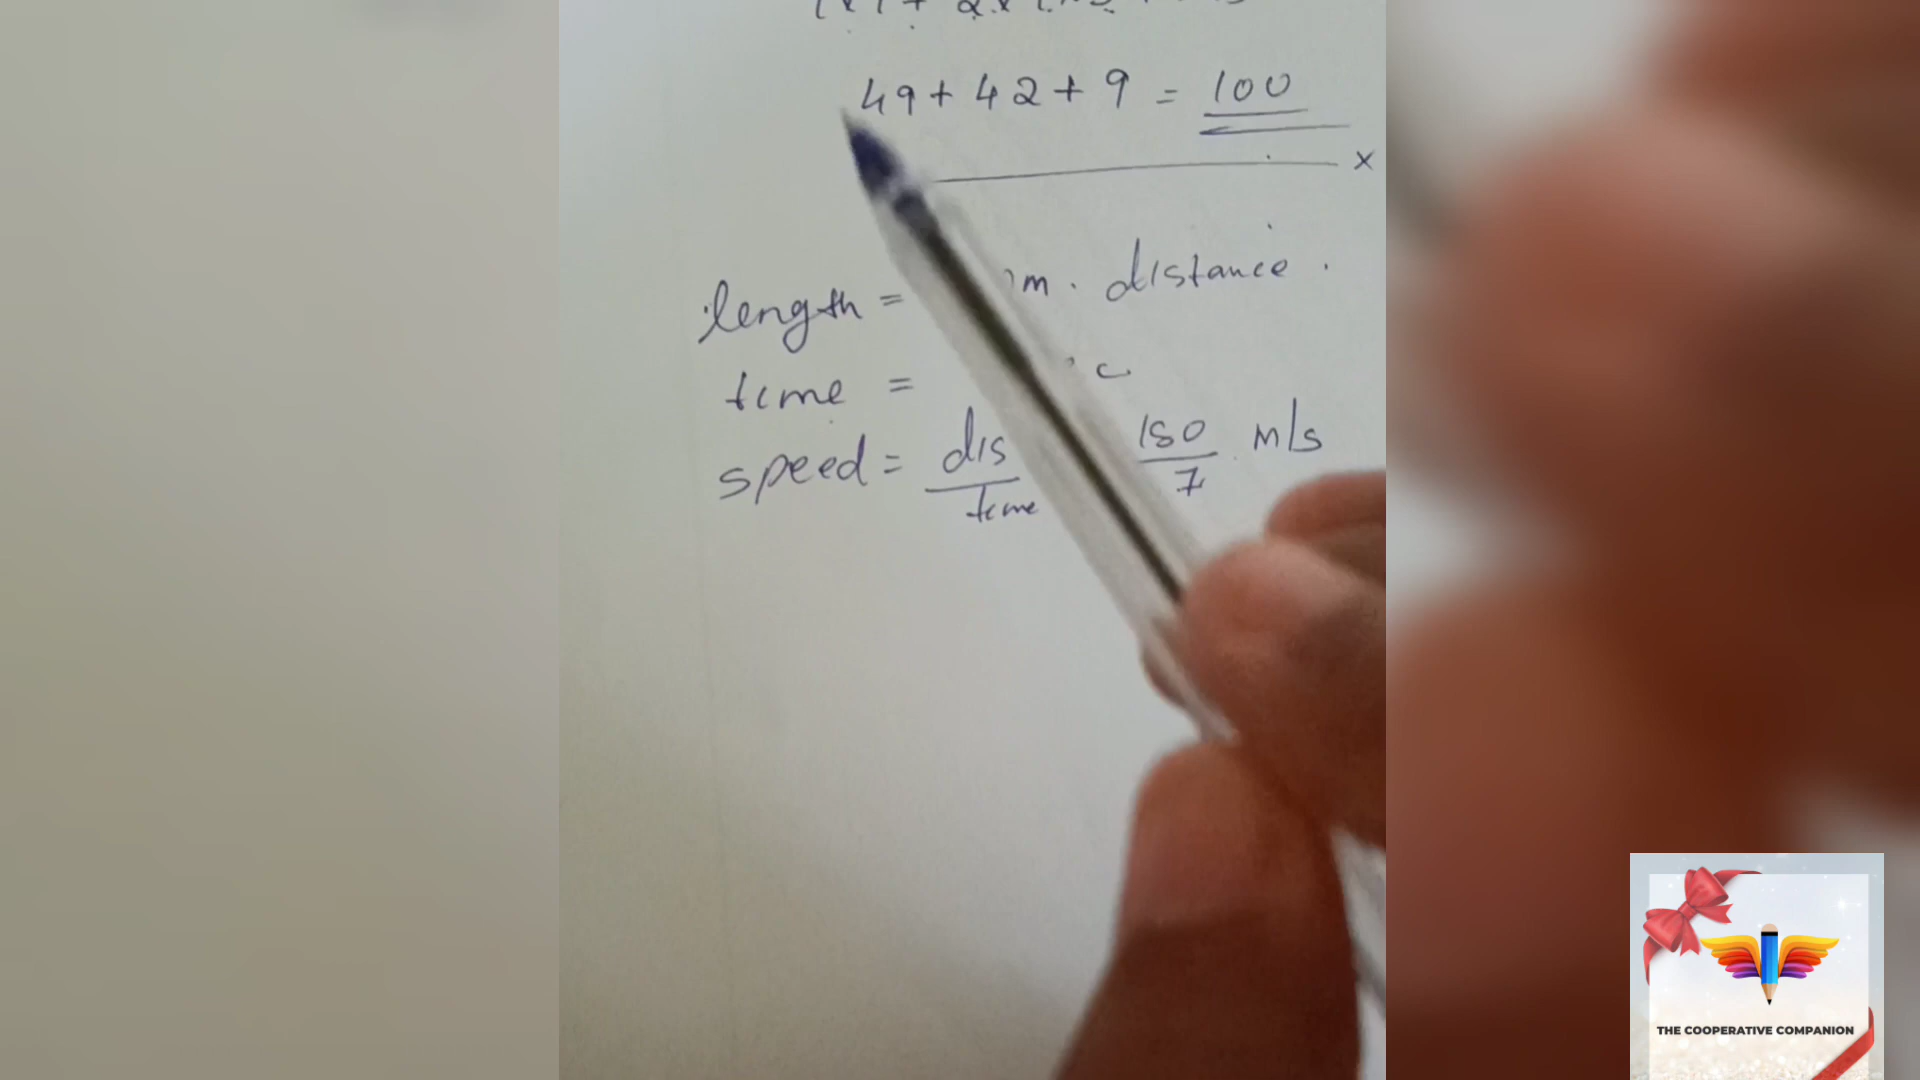 49 + 42 + 9 = 100
x
length = m. distance.
time = c
speed = dis 150 m/s
time 7
THE COOPERATIVE COMPANION